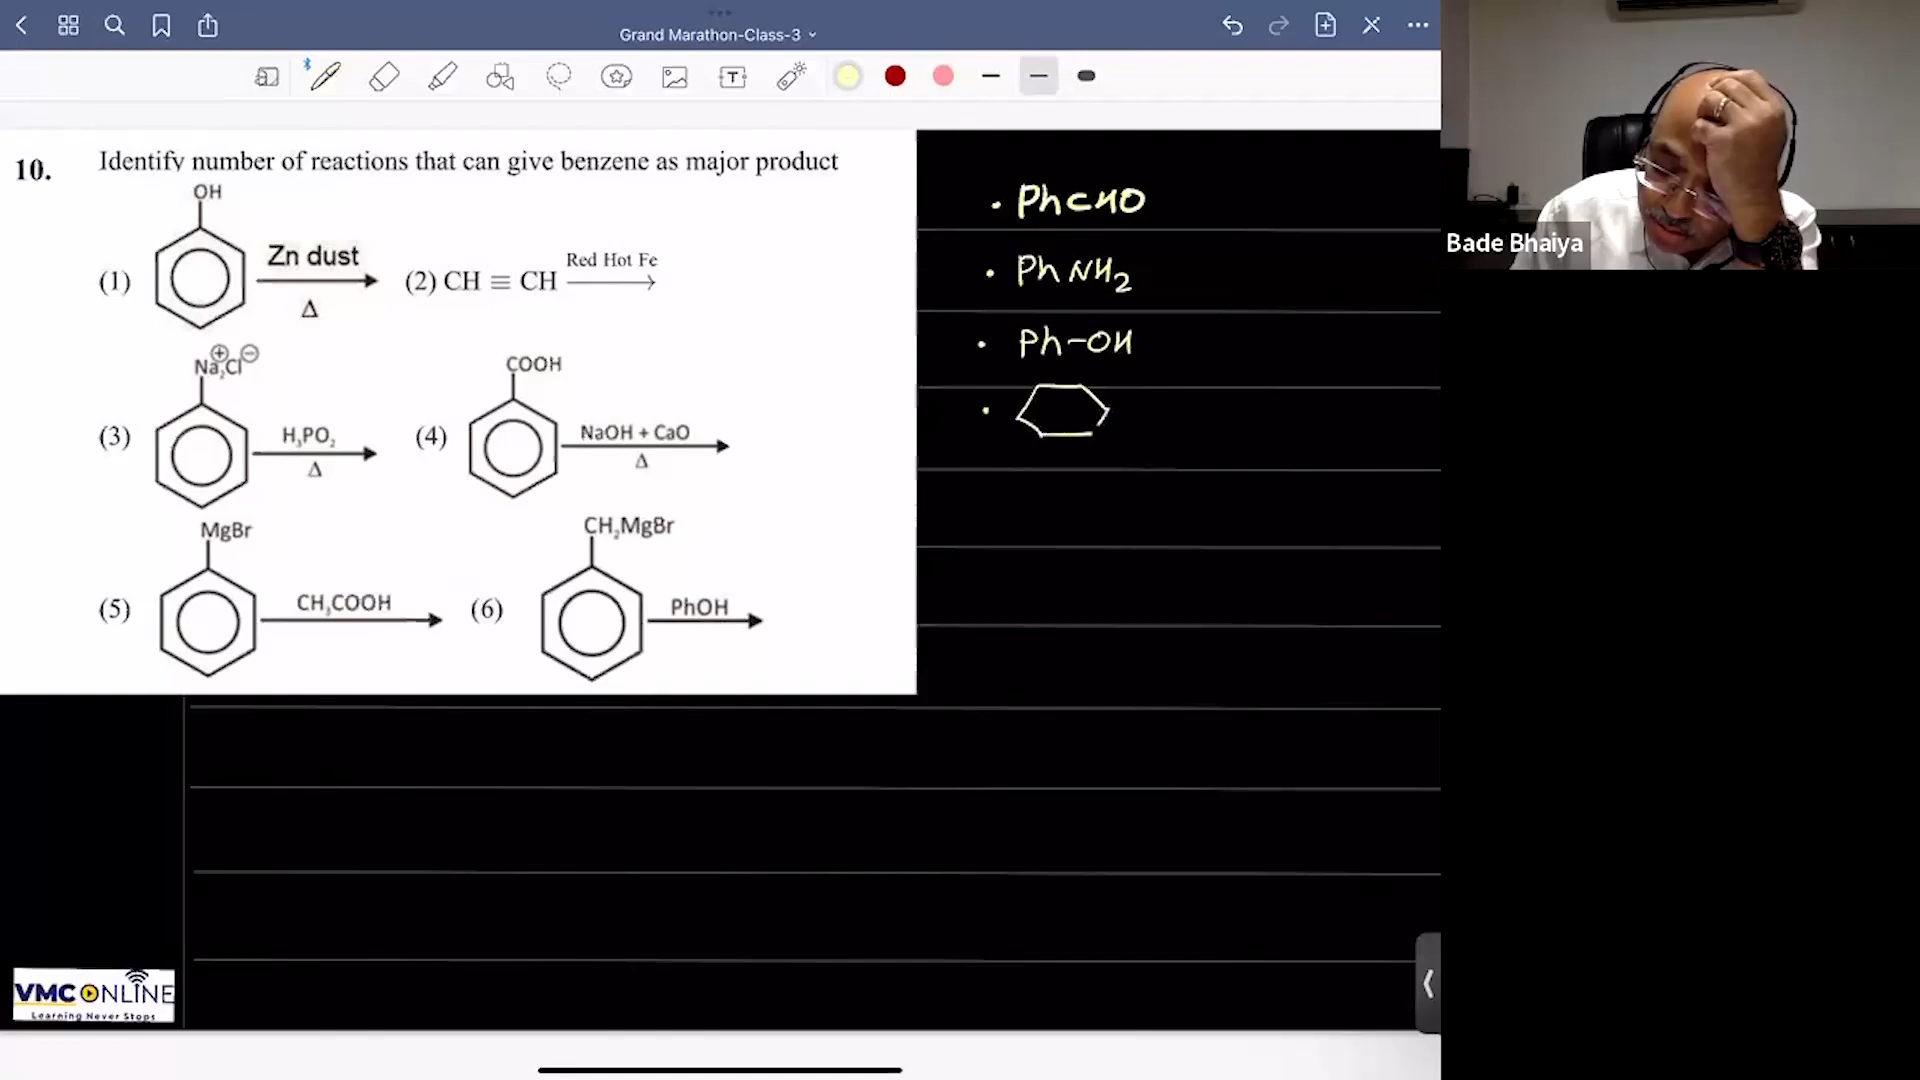 Grand Marathon-Class-3
T
10. Identify number of reactions that can give benzene as major product
OH
(1) Zn dust Δ
(2) CH ≡ CH Red Hot Fe
Na₂⊕Cl⊖
(3) H₃PO₂ Δ
COOH
(4) NaOH + CaO Δ
MgBr
(5) CH₃COOH
CH₂MgBr
(6) PhOH
• PhCHO
• PhNH₂
• Ph-OH
Bade Bhaiya
VMC ONLINE
Learning Never Stops